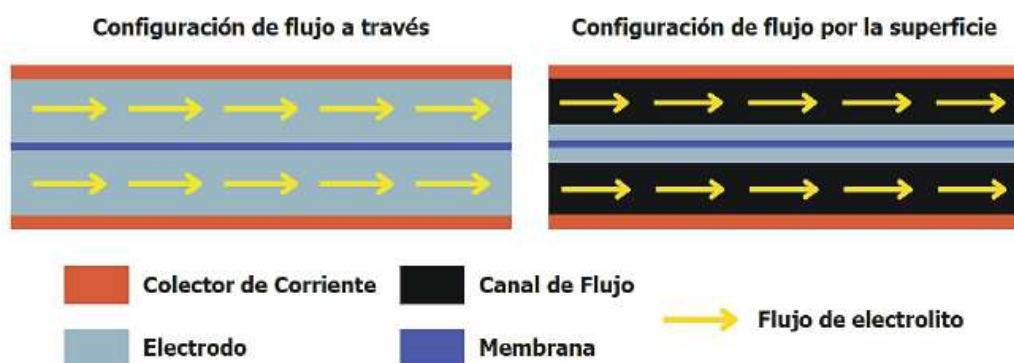 Configuración de flujo a través
Configuración de flujo por la superficie
Colector de Corriente
Canal de Flujo
Flujo de electrolito
Electrodo
Membrana